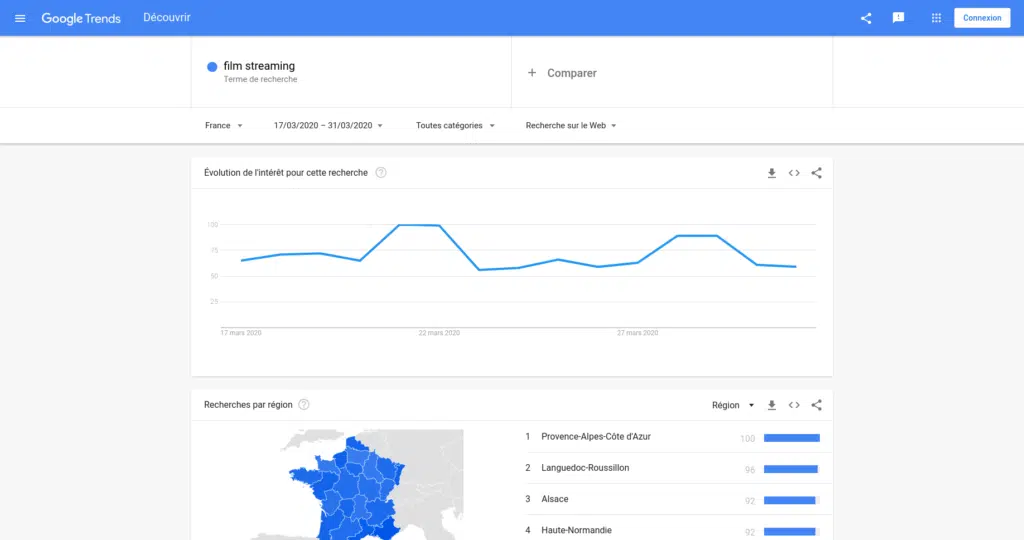 Google Trends
Découvrir
Connexion
film streaming
Terme de recherche
+ Comparer
France
17/03/2020 – 31/03/2020
Toutes catégories
Recherche sur le Web
Évolution de l'intérêt pour cette recherche
100
75
50
25
17 mars 2020
22 mars 2020
27 mars 2020
Recherches par région
Région
1 Provence-Alpes-Côte d'Azur 100
2 Languedoc-Roussillon 96
3 Alsace 92
4 Haute-Normandie 92